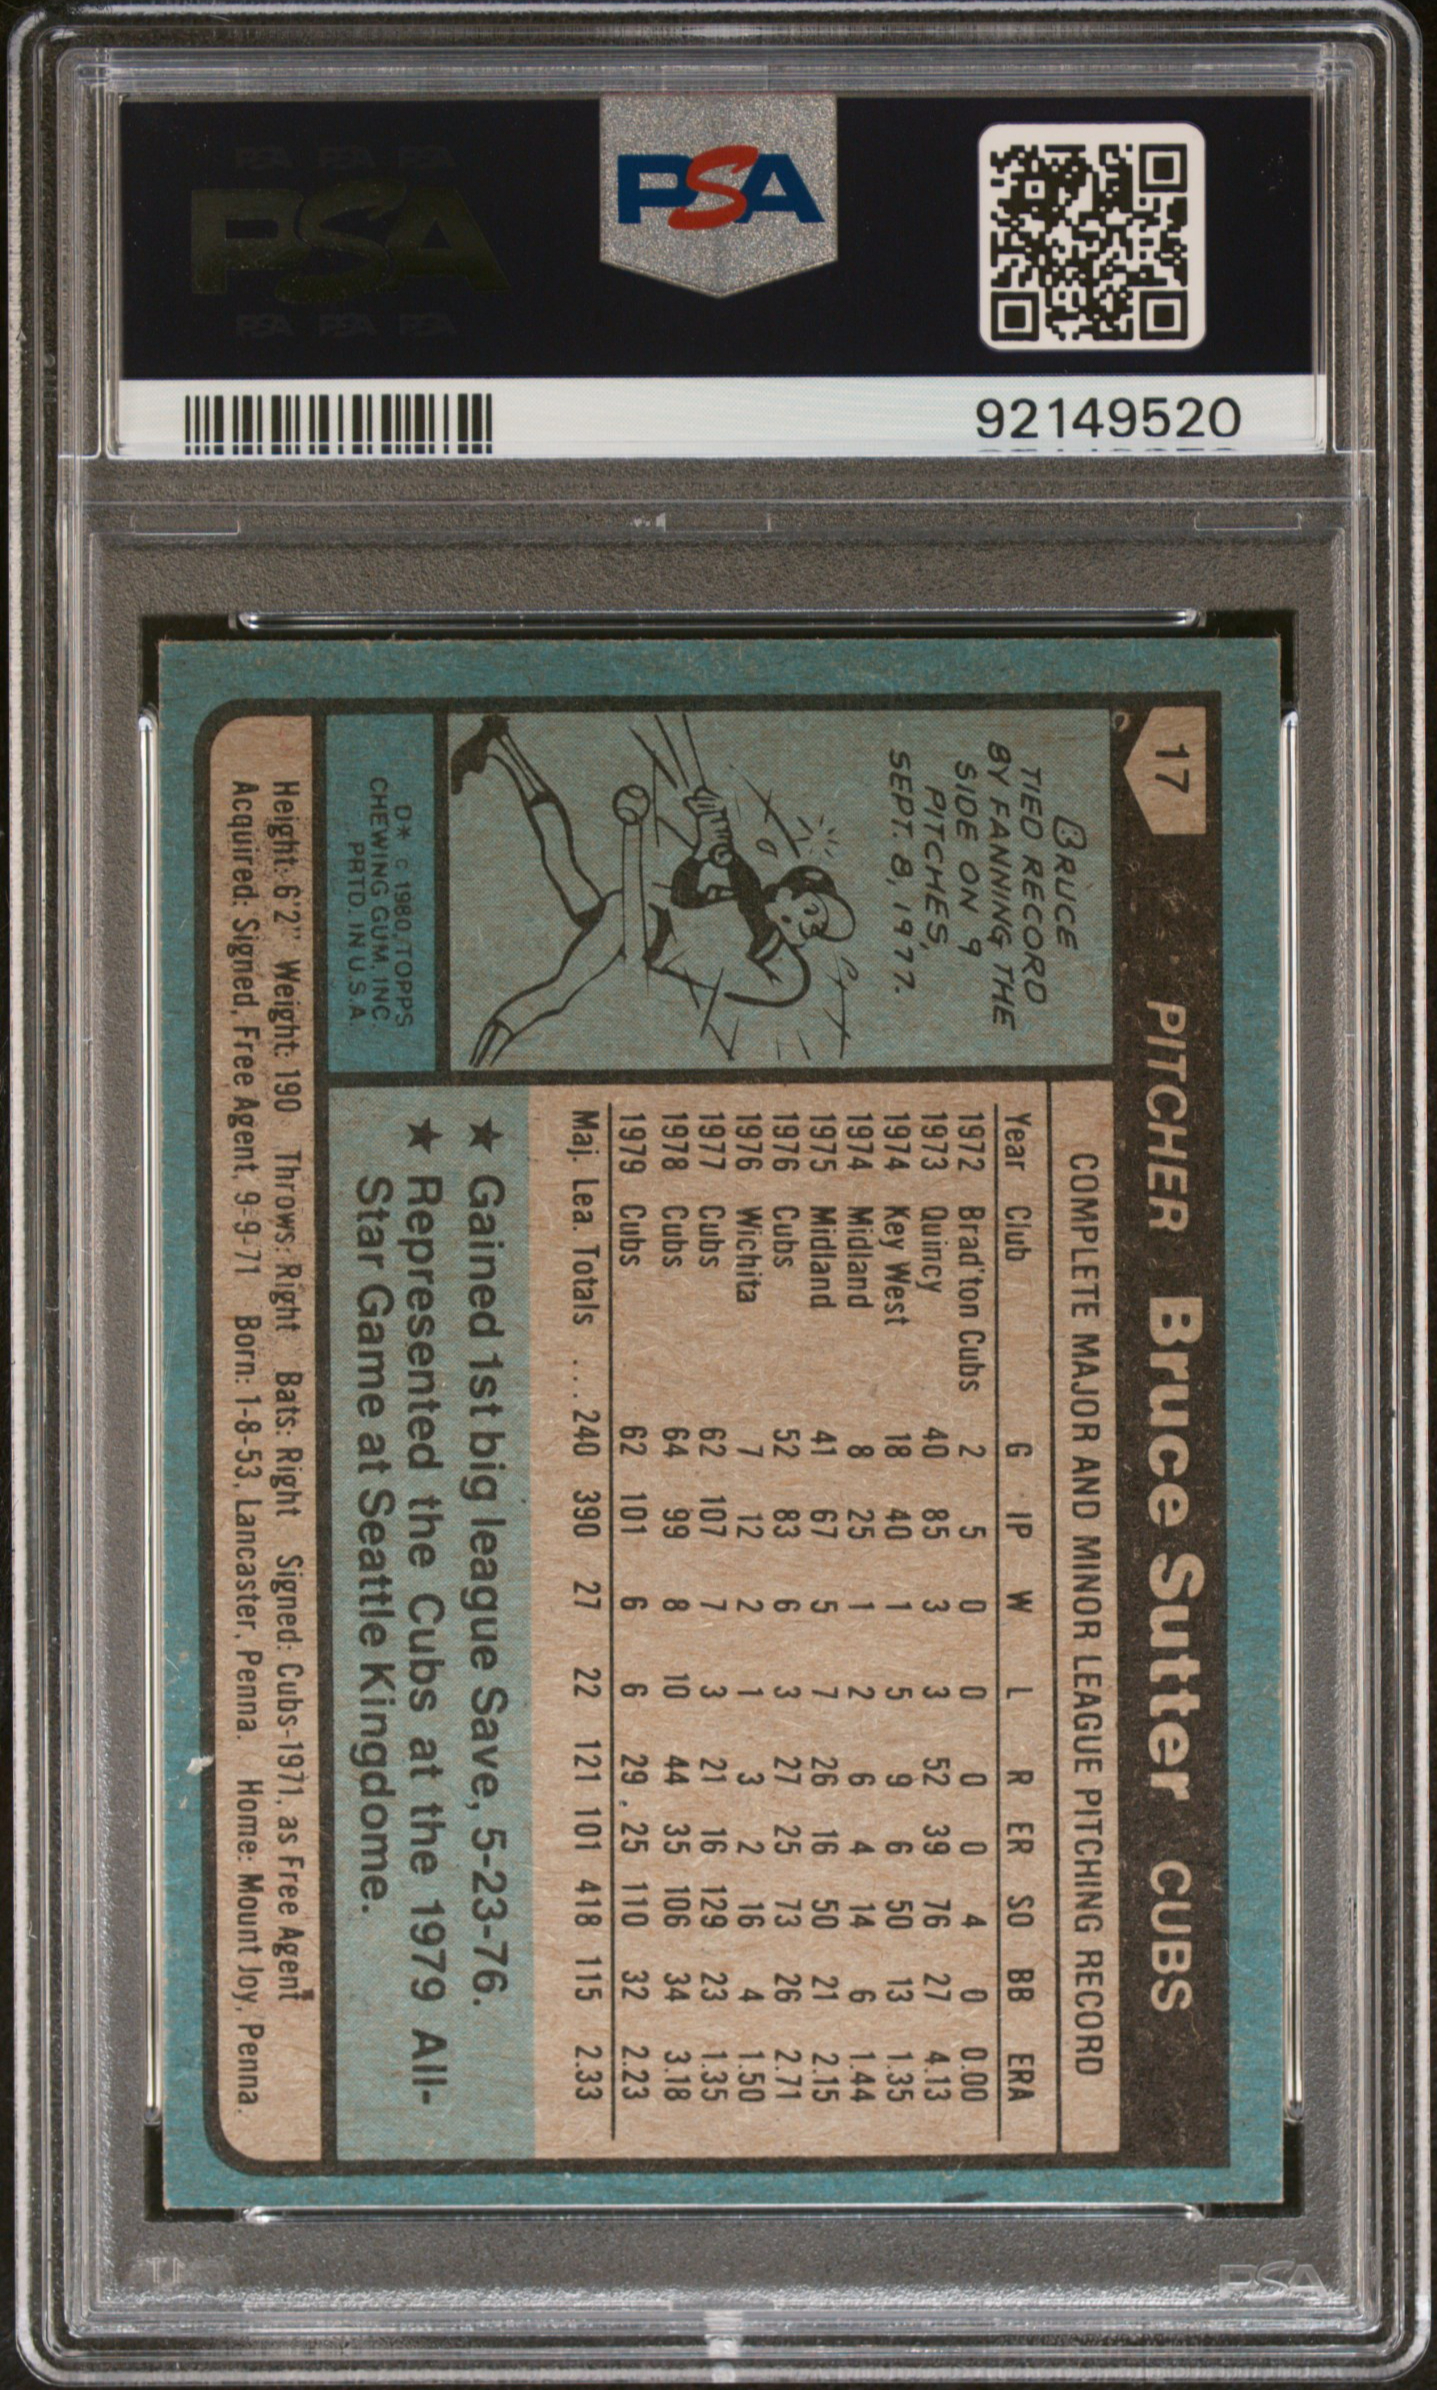 PSA PSA PSA
PSA
PSA PSA PSA
PSA
92149520
17 PITCHER Bruce Sutter CUBS
BRUCE
TIED RECORD
BY FANNING THE
SIDE ON 9
PITCHES,
SEPT. 8, 1977.
D* c 1980, TOPPS
CHEWING GUM, INC.
PRTD. IN U.S.A.
COMPLETE MAJOR AND MINOR LEAGUE PITCHING RECORD
Year Club G IP W L R ER SO BB ERA
1972 Brad'ton Cubs 2 5 0 0 0 0 4 0 0.00
1973 Quincy 40 85 3 3 52 39 76 27 4.13
1974 Key West 18 40 1 5 9 6 50 13 1.35
1974 Midland 8 25 1 2 6 4 14 6 1.44
1975 Midland 41 67 5 7 26 16 50 21 2.15
1976 Cubs 52 83 6 3 27 25 73 26 2.71
1976 Wichita 7 12 2 1 3 2 16 4 1.50
1977 Cubs 62 107 7 3 21 16 129 23 1.35
1978 Cubs 64 99 8 10 44 35 106 34 3.18
1979 Cubs 62 101 6 6 29 25 110 32 2.23
Maj. Lea. Totals ... 240 390 27 22 121 101 418 115 2.33
★ Gained 1st big league Save, 5-23-76.
★ Represented the Cubs at the 1979 All-
Star Game at Seattle Kingdome.
Height: 6'2" Weight: 190 Throws: Right Bats: Right Signed: Cubs-1971, as Free Agent
Acquired: Signed, Free Agent, 9-9-71 Born: 1-8-53, Lancaster, Penna. Home: Mount Joy, Penna.
PSA